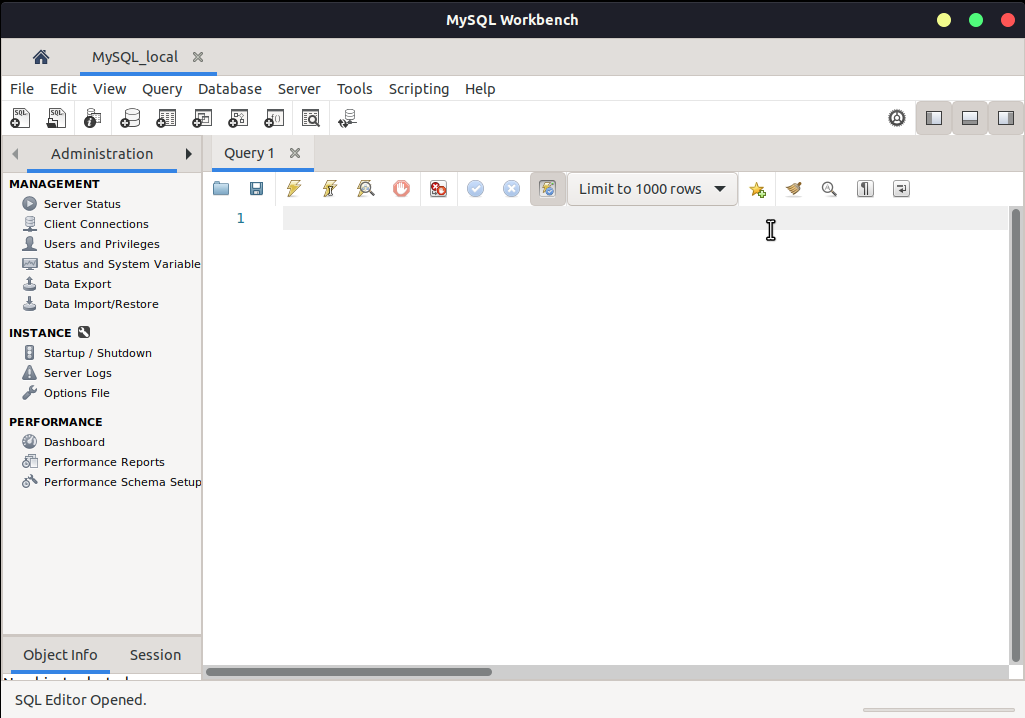 MySQL Workbench
MySQL_local
File Edit View Query Database Server Tools Scripting Help
SQL SQL
Administration
Query 1
MANAGEMENT
Server Status
Client Connections
Users and Privileges
Status and System Variable
Data Export
Data Import/Restore
INSTANCE
Startup / Shutdown
Server Logs
Options File
PERFORMANCE
Dashboard
Performance Reports
Performance Schema Setup
Limit to 1000 rows
1
Object Info Session
SQL Editor Opened.